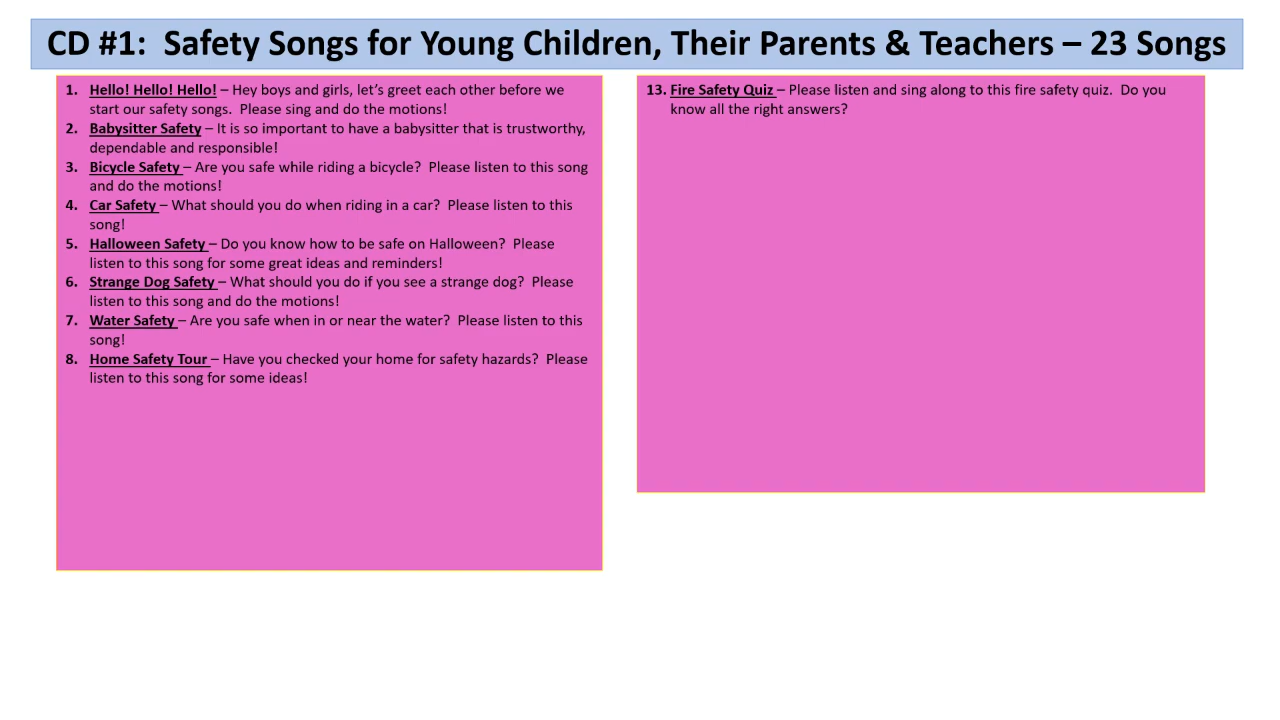 CD #1:  Safety Songs for Young Children, Their Parents & Teachers – 23 Songs
1. Hello! Hello! Hello! – Hey boys and girls, let’s greet each other before we
start our safety songs.  Please sing and do the motions!
2. Babysitter Safety – It is so important to have a babysitter that is trustworthy,
dependable and responsible!
3. Bicycle Safety – Are you safe while riding a bicycle?  Please listen to this song
and do the motions!
4. Car Safety – What should you do when riding in a car?  Please listen to this
song!
5. Halloween Safety – Do you know how to be safe on Halloween?  Please
listen to this song for some great ideas and reminders!
6. Strange Dog Safety – What should you do if you see a strange dog?  Please
listen to this song and do the motions!
7. Water Safety – Are you safe when in or near the water?  Please listen to this
song!
8. Home Safety Tour – Have you checked your home for safety hazards?  Please
listen to this song for some ideas!
13. Fire Safety Quiz – Please listen and sing along to this fire safety quiz.  Do you
know all the right answers?